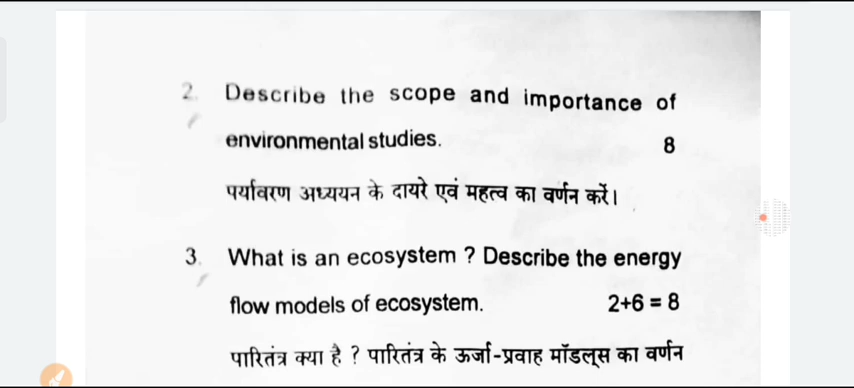 2. Describe the scope and importance of
environmental studies. 8
पर्यावरण अध्ययन के दायरे एवं महत्व का वर्णन करें।
3. What is an ecosystem ? Describe the energy
flow models of ecosystem. 2+6 = 8
पारितंत्र क्या है ? पारितंत्र के ऊर्जा-प्रवाह मॉडल्स का वर्णन